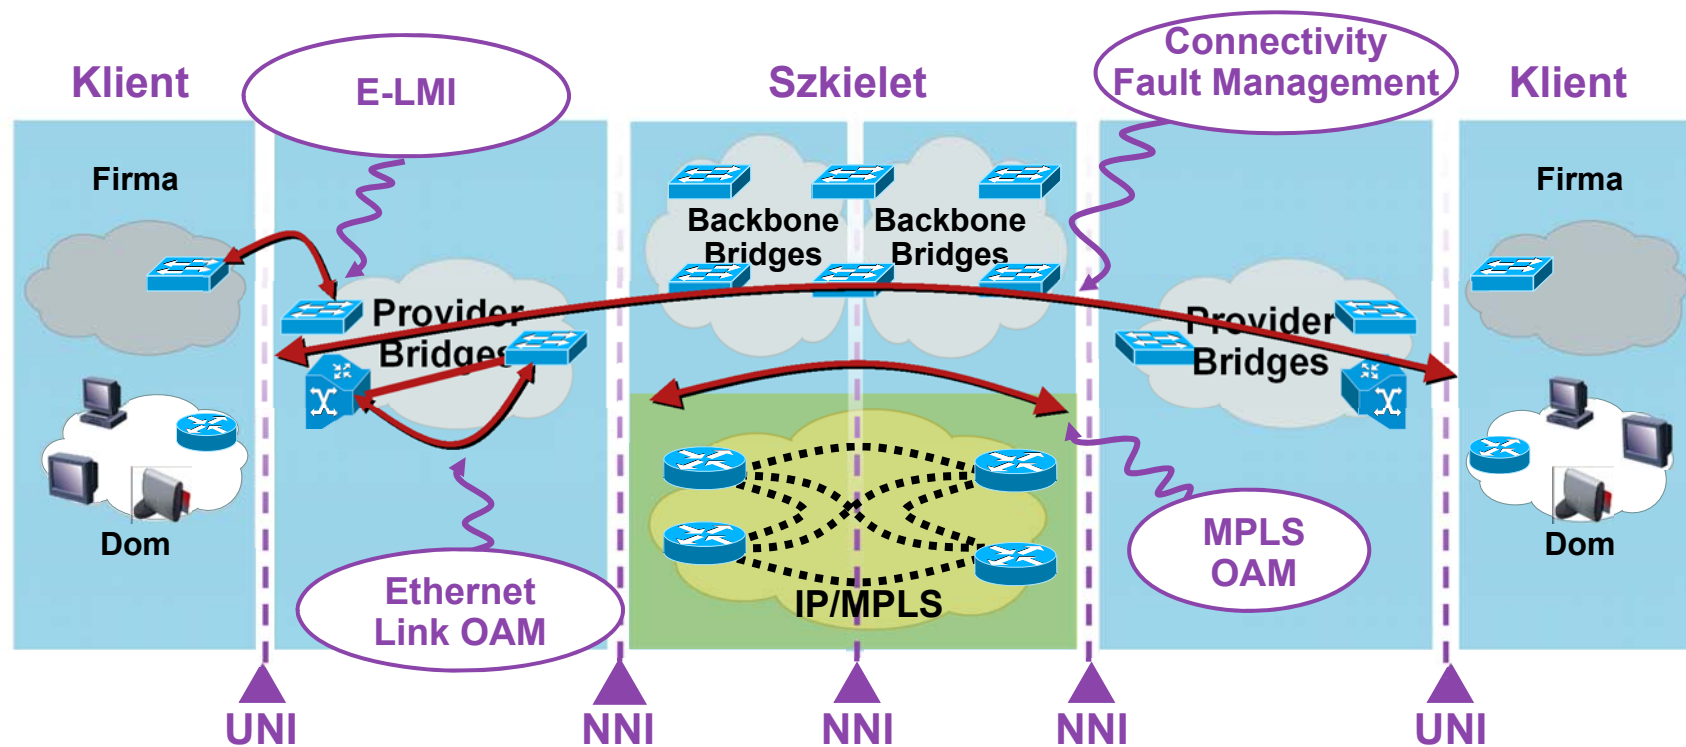 Klient
E-LMI
Szkielet
Connectivity
Fault Management
Klient
Firma
Backbone
Bridges
Backbone
Bridges
Firma
Provider
Bridges
Provider
Bridges
Dom
Ethernet
Link OAM
IP/MPLS
MPLS
OAM
Dom
UNI
NNI
NNI
NNI
UNI